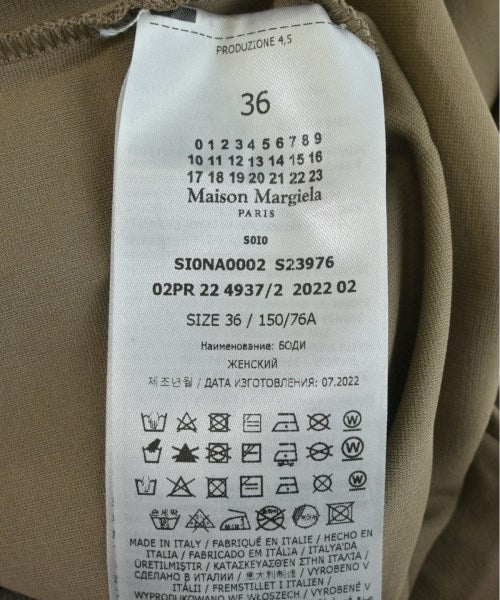 PRODUZIONE 4,5
36
0 1 2 3 4 5 6 7 8 9
10 11 12 13 14 15 16
17 18 19 20 21 22 23
Maison Margiela
PARIS
S0I0
SI0NA0002 S23976
02PR 22 4937/2 2022 02
SIZE 36 / 150/76A
Наименование: БОДИ
ЖЕНСКИЙ
제조년월 / ДАТА ИЗГОТОВЛЕНИЯ: 07.2022
MADE IN ITALY / FABRIQUÉ EN ITALIE / HECHO EN
ITALIA / FABRICADO EM ITÁLIA / İTALYA'DA
ÜRETILMIŞTIR / ΚΑΤΑΣΚΕΥΑΖΕΤΑΙ ΣΤΗΝ ΙΤΑΛΙΑ /
СДЕЛАНО В ИТАЛИИ / 意大利制造 / VYROBENO V
ITÁLII / FREMSTILLET I ITALIEN /
WYPRODUKOWANO WE WŁOSZECH / VYROBENÉ V